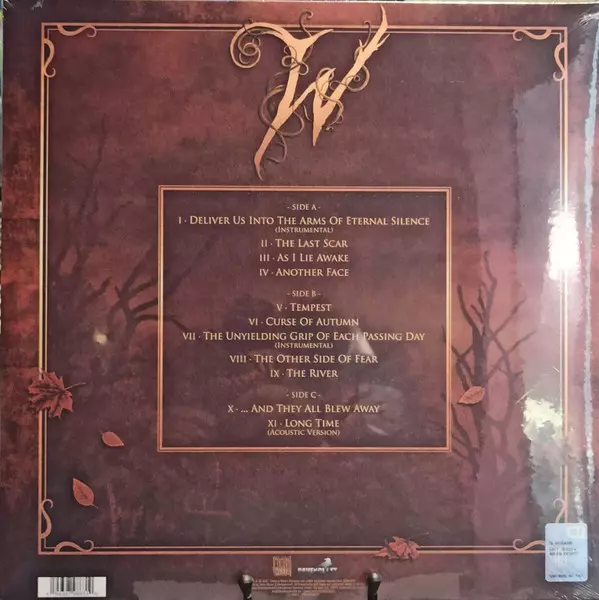 W
- SIDE A -
I · DELIVER US INTO THE ARMS OF ETERNAL SILENCE
(INSTRUMENTAL)
II · THE LAST SCAR
III · AS I LIE AWAKE
IV · ANOTHER FACE
- SIDE B -
V · TEMPEST
VI · CURSE OF AUTUMN
VII · THE UNYIELDING GRIP OF EACH PASSING DAY
(INSTRUMENTAL)
VIII · THE OTHER SIDE OF FEAR
IX · THE RIVER
- SIDE C -
X · ... AND THEY ALL BLEW AWAY
XI · LONG TIME
(ACOUSTIC VERSION)